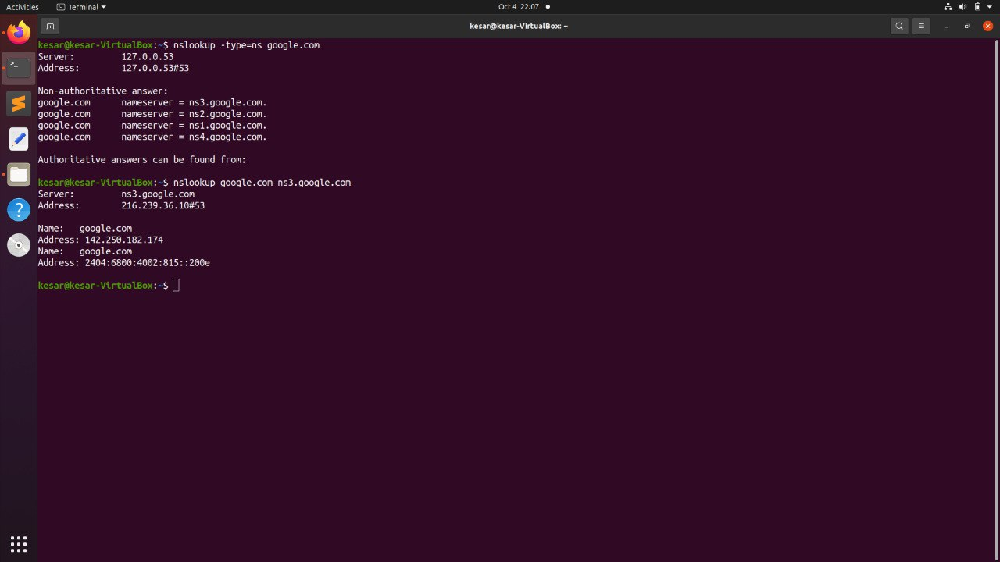 Activities Terminal Oct 4 22:07
kesar@kesar-VirtualBox: ~
kesar@kesar-VirtualBox:~$ nslookup -type=ns google.com
Server: 127.0.0.53
Address: 127.0.0.53#53
Non-authoritative answer:
google.com nameserver = ns3.google.com.
google.com nameserver = ns2.google.com.
google.com nameserver = ns1.google.com.
google.com nameserver = ns4.google.com.
Authoritative answers can be found from:
kesar@kesar-VirtualBox:~$ nslookup google.com ns3.google.com
Server: ns3.google.com
Address: 216.239.36.10#53
Name: google.com
Address: 142.250.182.174
Name: google.com
Address: 2404:6800:4002:815::200e
kesar@kesar-VirtualBox:~$